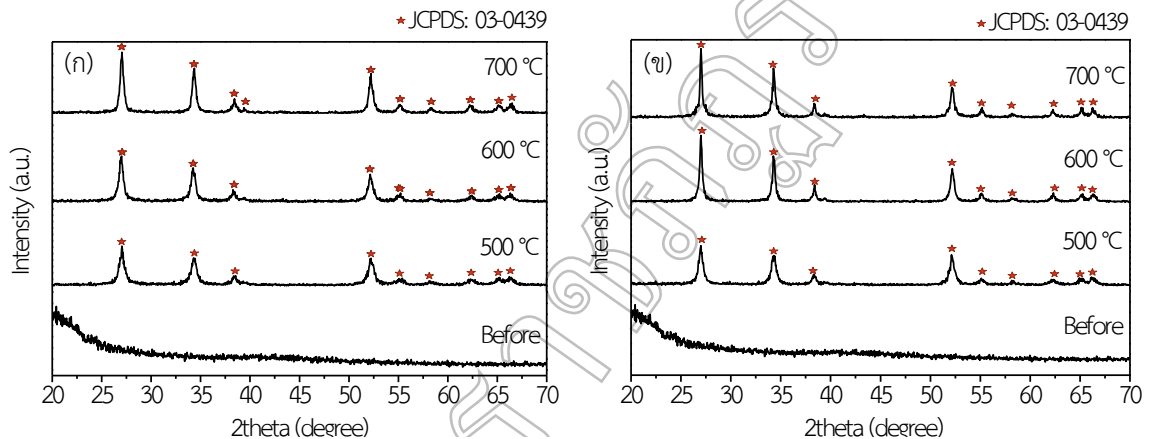 ★ JCPDS: 03-0439
(ก)
700 °C
600 °C
500 °C
Before
Intensity (a.u.)
20 25 30 35 40 45 50 55 60 65 70
2theta (degree)
★ JCPDS: 03-0439
(ข)
700 °C
600 °C
500 °C
Before
Intensity (a.u.)
20 25 30 35 40 45 50 55 60 65 70
2theta (degree)